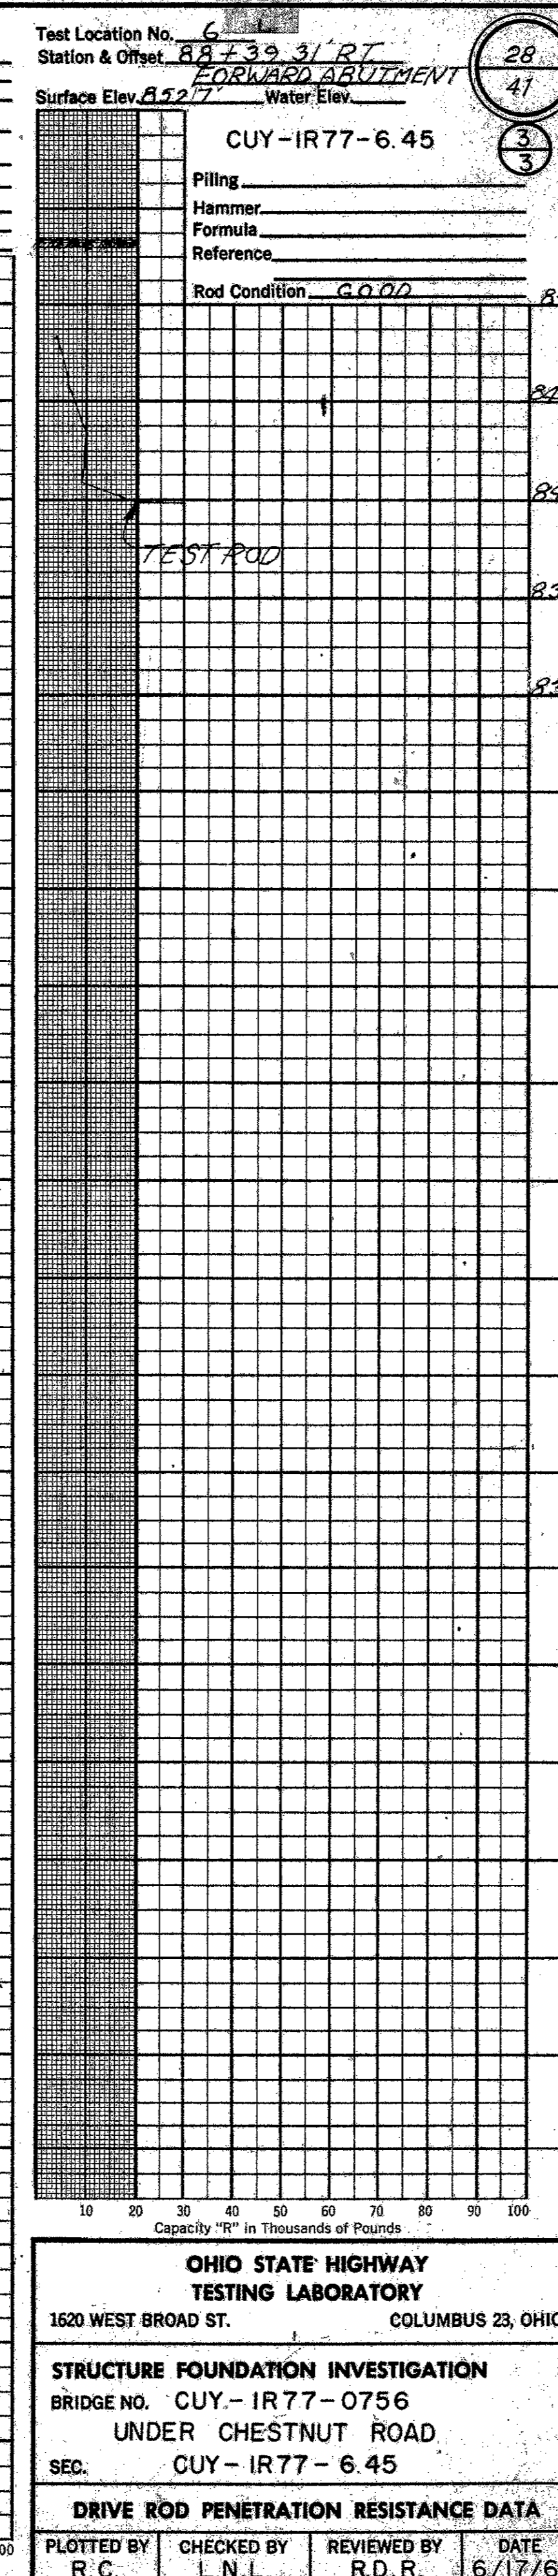 Test Location No. 6
Station & Offset 88 + 39 31' RT.
FORWARD ABUTMENT
Surface Elev. 852.7' Water Elev.
28
41
CUY-IR77-6.45
3
3
Piling
Hammer
Formula
Reference
Rod Condition GOOD
TEST ROD
10 20 30 40 50 60 70 80 90 100
Capacity "R" in Thousands of Pounds
OHIO STATE HIGHWAY
TESTING LABORATORY
1620 WEST BROAD ST. COLUMBUS 23, OHIO
STRUCTURE FOUNDATION INVESTIGATION
BRIDGE NO. CUY.-IR77-0756
UNDER CHESTNUT ROAD
SEC. CUY-IR77-6.45
DRIVE ROD PENETRATION RESISTANCE DATA
PLOTTED BY CHECKED BY REVIEWED BY DATE
R.C. L.N.L. R.D.R. 6/17/6